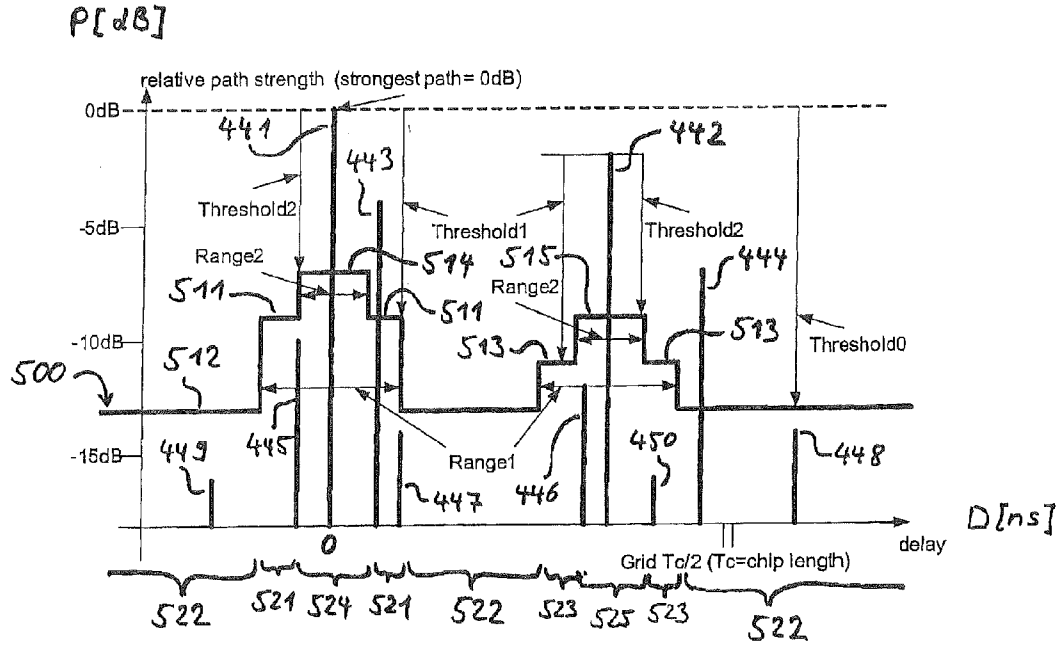 P[dB]
relative path strength (strongest path= 0dB)
0dB
441
442
443
Threshold2
-5dB
Threshold1
Threshold2
Range2
514
515
444
511
511
Range2
-10dB
513
513
Threshold0
500
512
449
445
Range1
447
446
450
448
-15dB
0
D[ns]
delay
Grid Tc/2 (Tc=chip length)
522
521
524
521
522
523
525
523
522